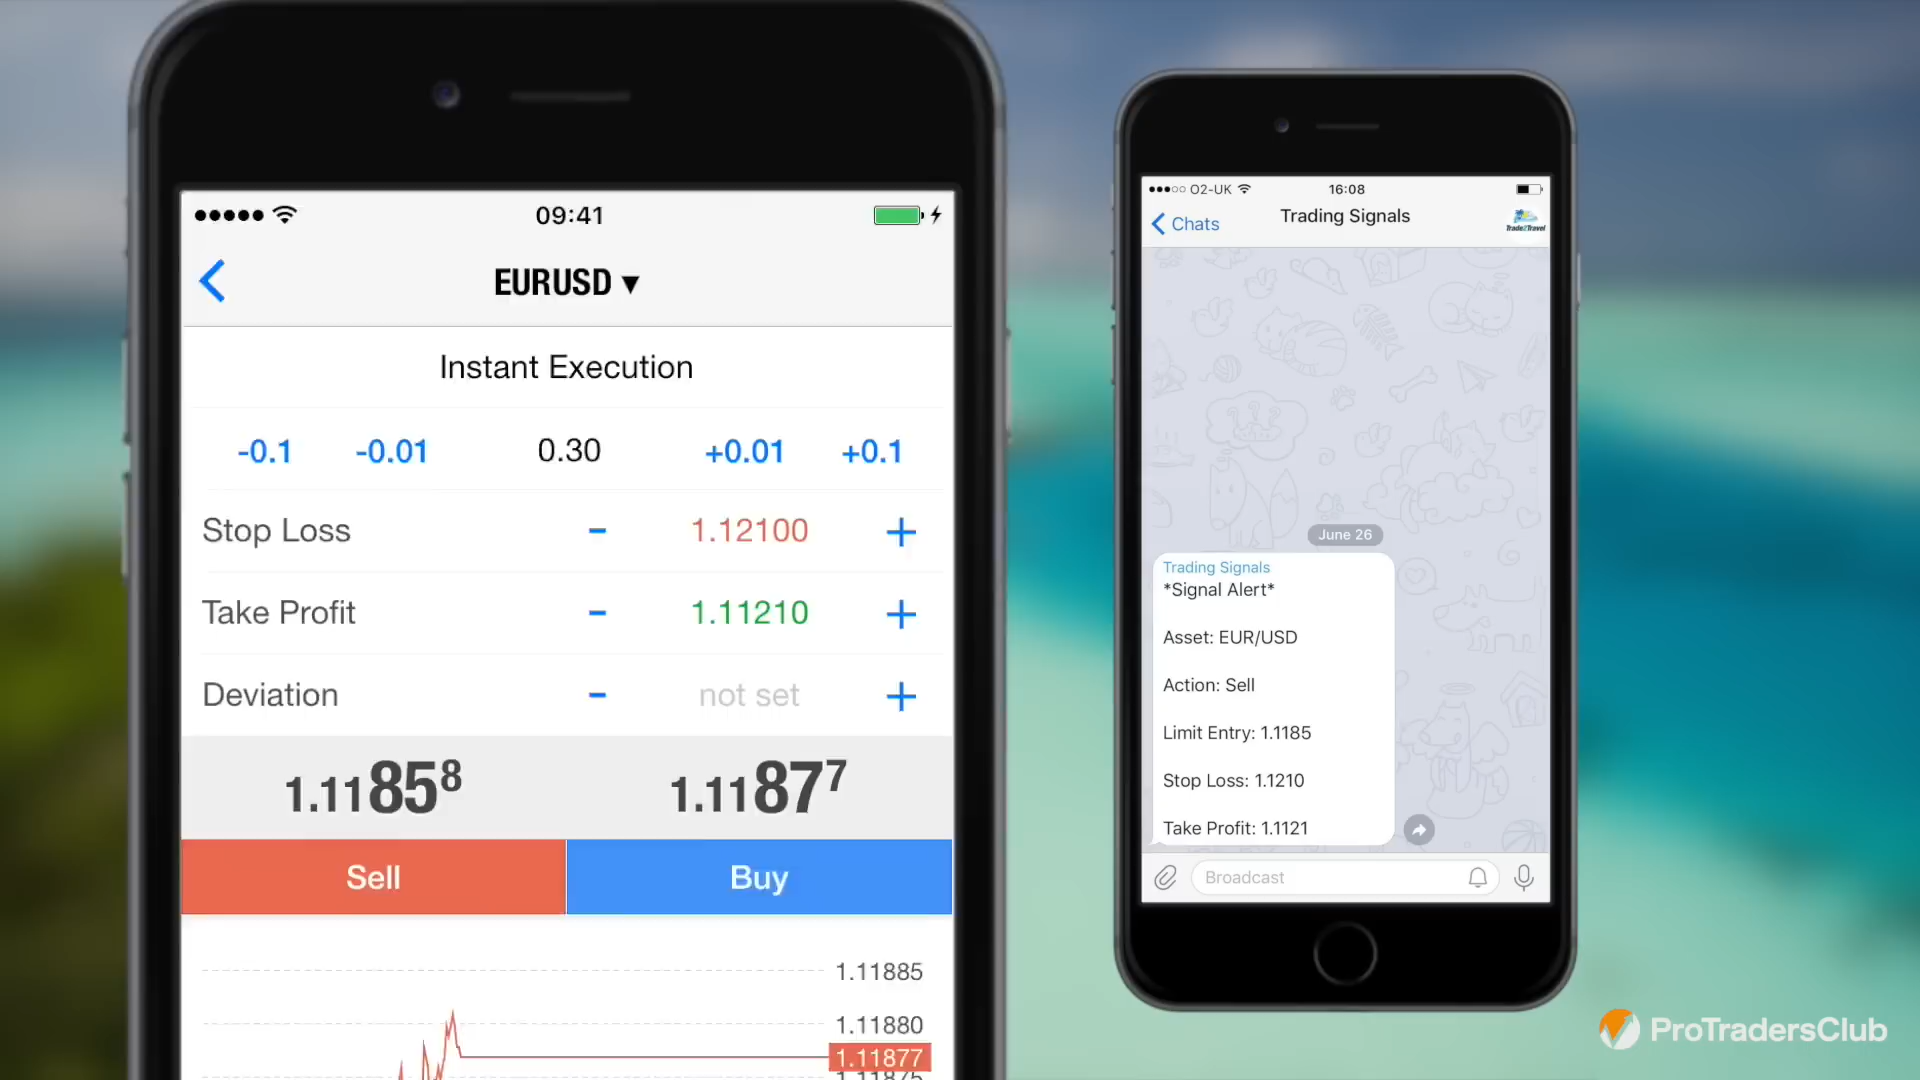 09:41
EURUSD ▼
Instant Execution
-0.1 -0.01 0.30 +0.01 +0.1
Stop Loss - 1.12100 +
Take Profit - 1.11210 +
Deviation - not set +
1.11858 1.11877
Sell Buy
1.11885
1.11880
1.11877
1.11875
O2-UK 16:08
Chats Trading Signals
Trade2Travel
June 26
Trading Signals
*Signal Alert*
Asset: EUR/USD
Action: Sell
Limit Entry: 1.1185
Stop Loss: 1.1210
Take Profit: 1.1121
Broadcast
ProTradersClub